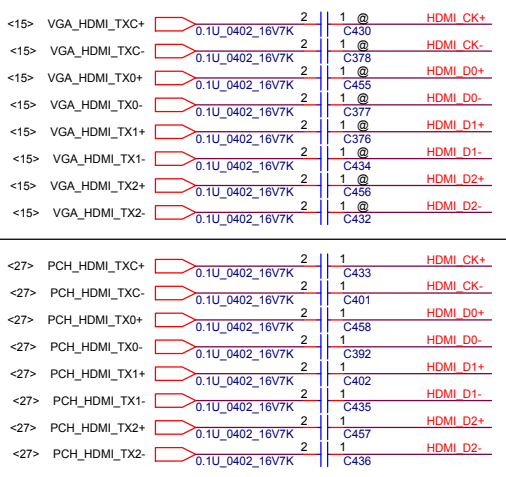 <15> VGA_HDMI_TXC+ 2 1 @ HDMI_CK+
0.1U_0402_16V7K C430
<15> VGA_HDMI_TXC- 2 1 @ HDMI_CK-
0.1U_0402_16V7K C378
<15> VGA_HDMI_TX0+ 2 1 @ HDMI_D0+
0.1U_0402_16V7K C455
<15> VGA_HDMI_TX0- 2 1 @ HDMI_D0-
0.1U_0402_16V7K C377
<15> VGA_HDMI_TX1+ 2 1 @ HDMI_D1+
0.1U_0402_16V7K C376
<15> VGA_HDMI_TX1- 2 1 @ HDMI_D1-
0.1U_0402_16V7K C434
<15> VGA_HDMI_TX2+ 2 1 @ HDMI_D2+
0.1U_0402_16V7K C456
<15> VGA_HDMI_TX2- 2 1 @ HDMI_D2-
0.1U_0402_16V7K C432
<27> PCH_HDMI_TXC+ 2 1 HDMI_CK+
0.1U_0402_16V7K C433
<27> PCH_HDMI_TXC- 2 1 HDMI_CK-
0.1U_0402_16V7K C401
<27> PCH_HDMI_TX0+ 2 1 HDMI_D0+
0.1U_0402_16V7K C458
<27> PCH_HDMI_TX0- 2 1 HDMI_D0-
0.1U_0402_16V7K C392
<27> PCH_HDMI_TX1+ 2 1 HDMI_D1+
0.1U_0402_16V7K C402
<27> PCH_HDMI_TX1- 2 1 HDMI_D1-
0.1U_0402_16V7K C435
<27> PCH_HDMI_TX2+ 2 1 HDMI_D2+
0.1U_0402_16V7K C457
<27> PCH_HDMI_TX2- 2 1 HDMI_D2-
0.1U_0402_16V7K C436